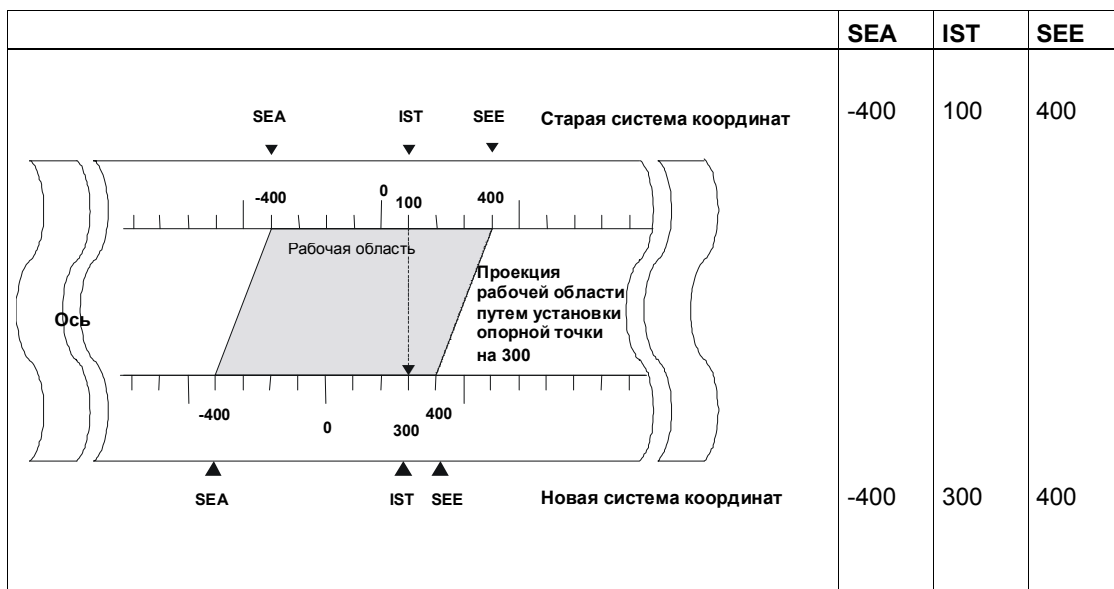 SEA IST SEE
SEA IST SEE Старая система координат -400 100 400
-400 0 100 400
Рабочая область
Проекция
рабочей области
путем установки
опорной точки
на 300
Ось
-400 0 300 400
SEA IST SEE Новая система координат -400 300 400